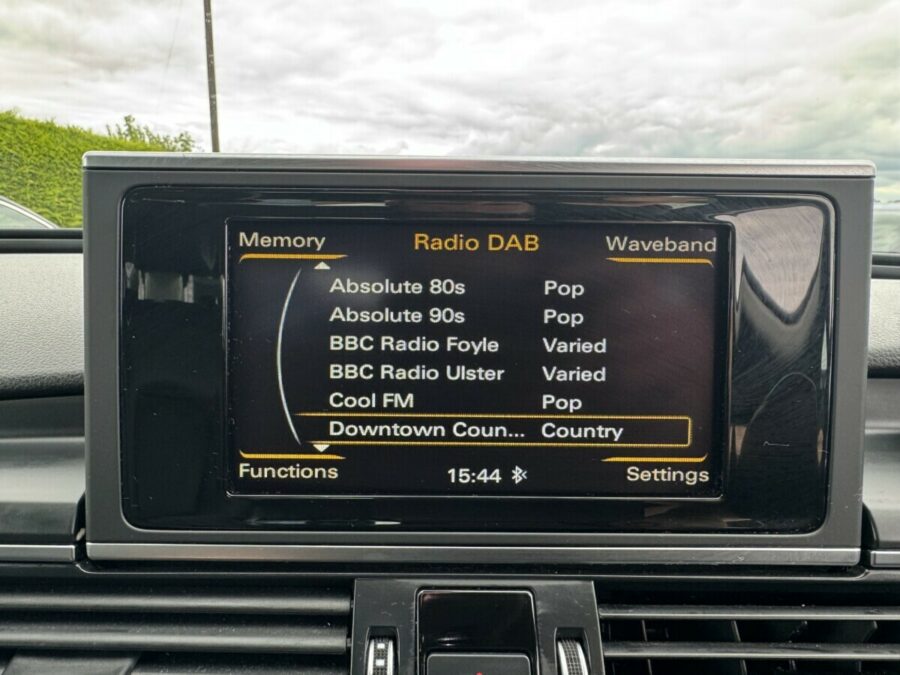 Memory Radio DAB Waveband
Absolute 80s Pop
Absolute 90s Pop
BBC Radio Foyle Varied
BBC Radio Ulster Varied
Cool FM Pop
Downtown Coun... Country
Functions 15:44 Settings